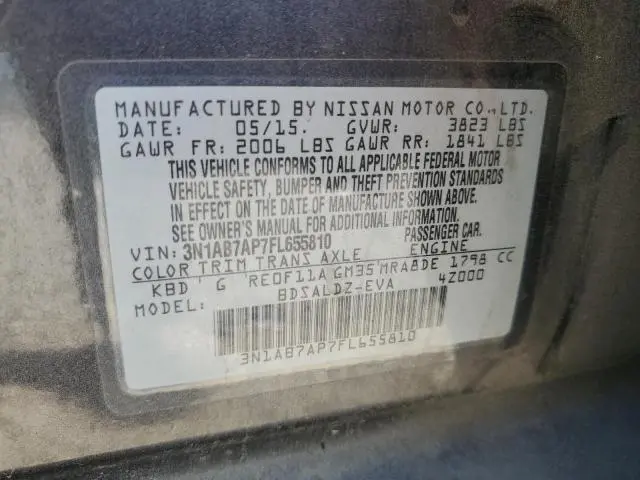 MANUFACTURED BY NISSAN MOTOR CO., LTD.
DATE: 05/15. GVWR: 3823 LBS
GAWR FR: 2006 LBS GAWR RR: 1841 LBS
THIS VEHICLE CONFORMS TO ALL APPLICABLE FEDERAL MOTOR
VEHICLE SAFETY, BUMPER AND THEFT PREVENTION STANDARDS
IN EFFECT ON THE DATE OF MANUFACTURE SHOWN ABOVE.
SEE OWNER'S MANUAL FOR ADDITIONAL INFORMATION.
VIN: 3N1AB7AP7FL655810 PASSENGER CAR.
COLOR TRIM TRANS AXLE ENGINE
KBD G RE0F11A GM35 MRA8DE 1798 CC
MODEL: BDSALDZ-EVA 4Z000
3N1AB7AP7FL655810